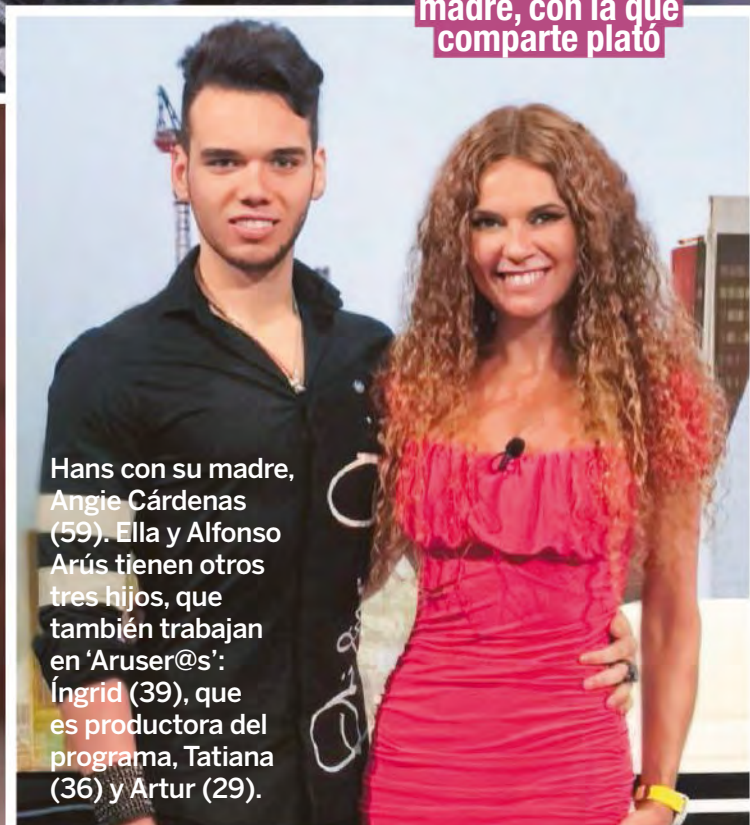 madre, con la que
comparte plató
Hans con su madre,
Angie Cárdenas
(59). Ella y Alfonso
Arús tienen otros
tres hijos, que
también trabajan
en ‘Aruser@s’:
Íngrid (39), que
es productora del
programa, Tatiana
(36) y Artur (29).